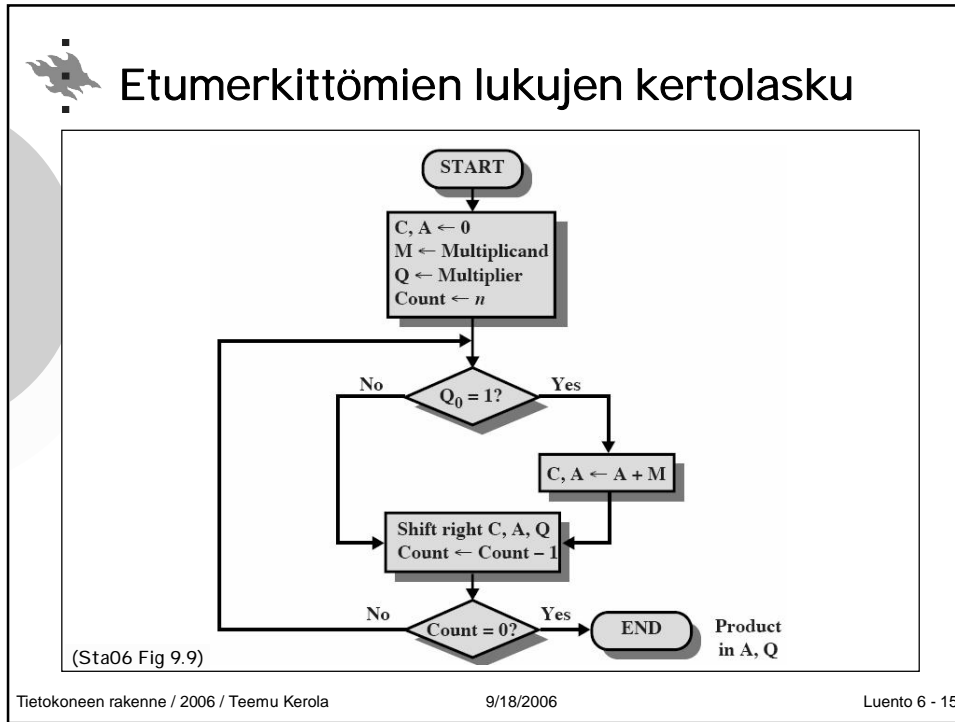 Etumerkittömien lukujen kertolasku
START
C, A ← 0
M ← Multiplicand
Q ← Multiplier
Count ← n
No
Q₀ = 1?
Yes
C, A ← A + M
Shift right C, A, Q
Count ← Count – 1
No
Count = 0?
Yes
END
Product
in A, Q
(Sta06 Fig 9.9)
Tietokoneen rakenne / 2006 / Teemu Kerola
9/18/2006
Luento 6 - 15